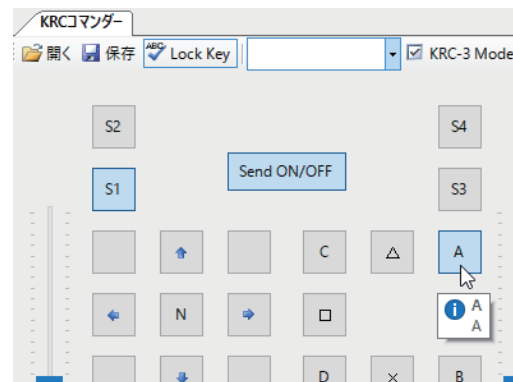 KRCコマンダー
開く 保存 ABC Lock Key KRC-3 Mode
S2 S4
Send ON/OFF
S1 S3
C △ A
N □ A
A
D × B